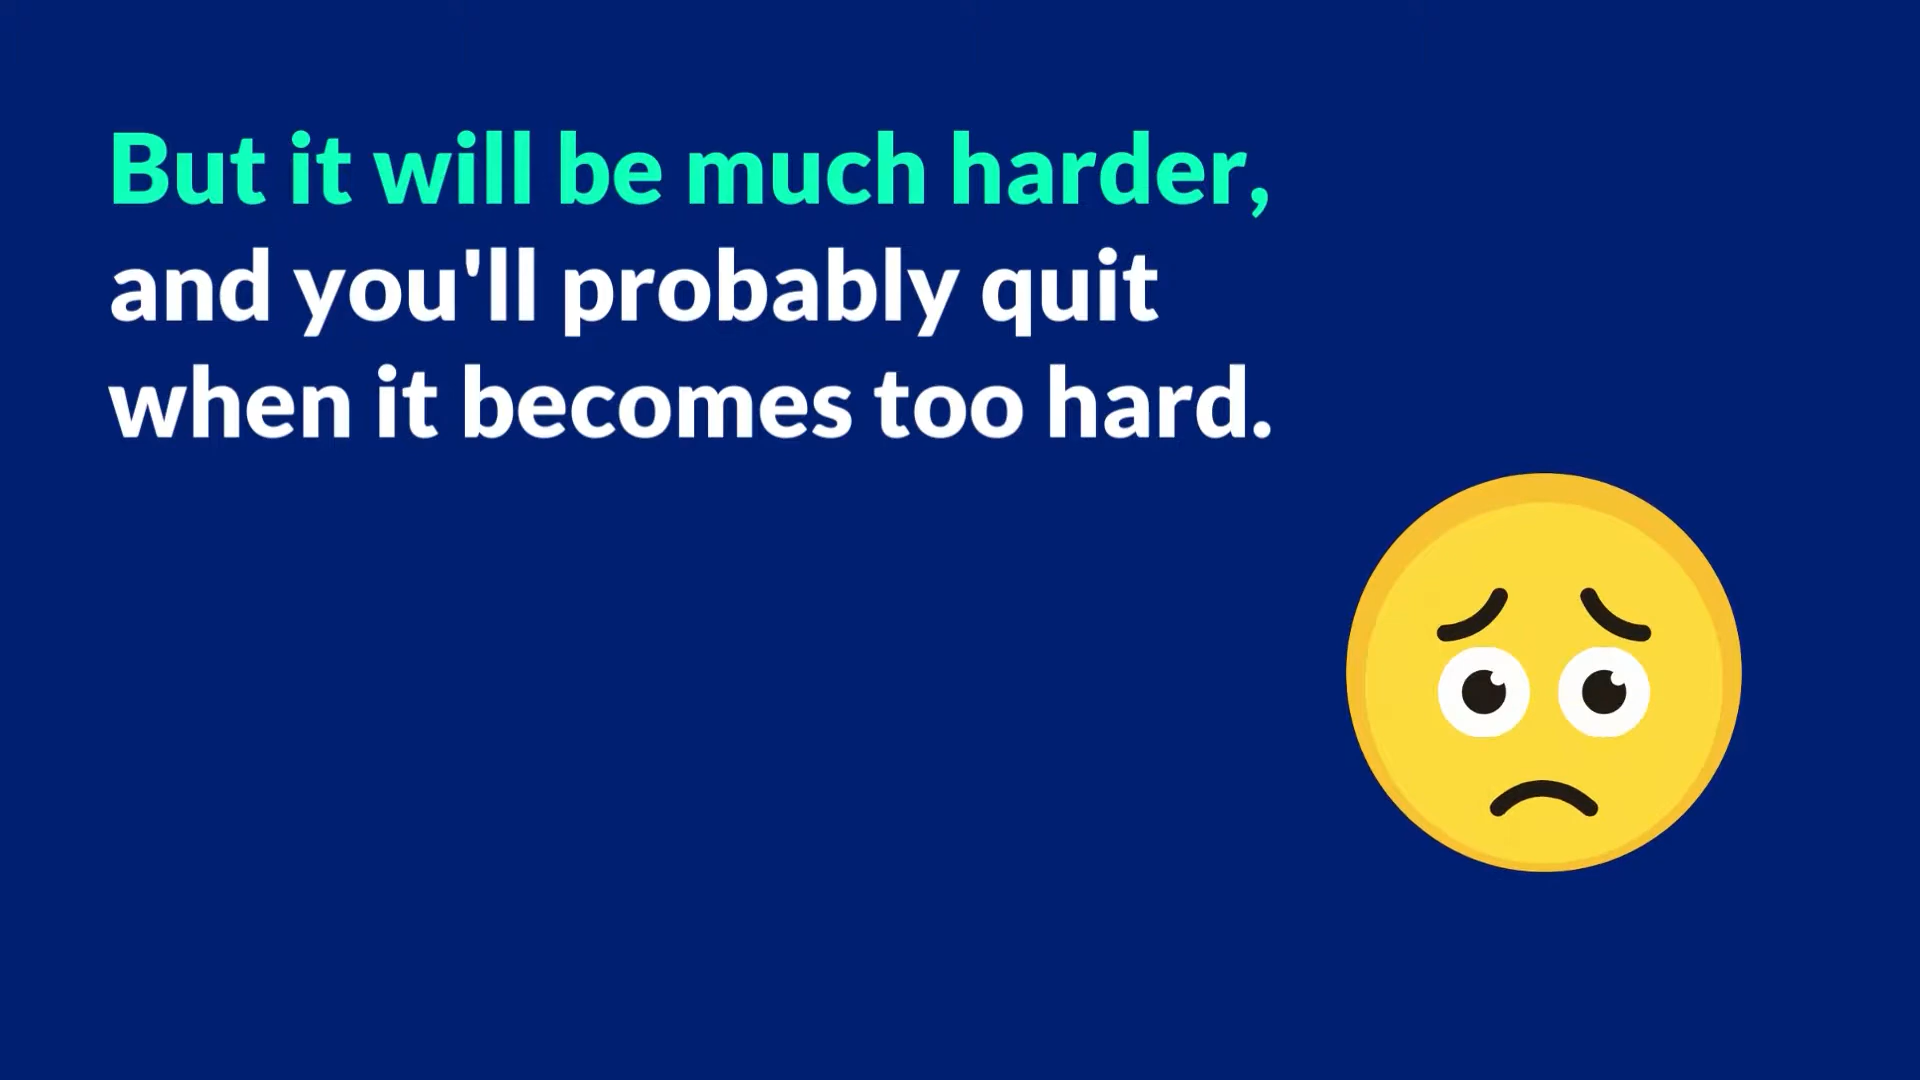 But it will be much harder,
and you'll probably quit
when it becomes too hard.